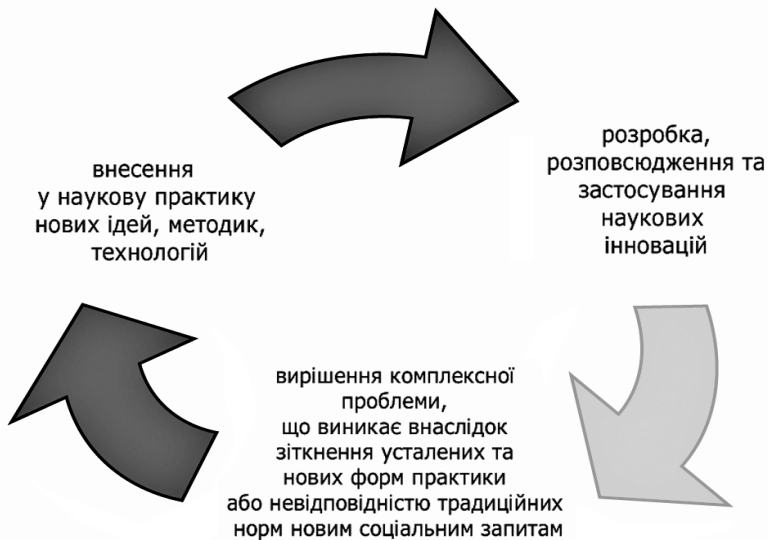 внесення
у наукову практику
нових ідей, методик,
технологій
розробка,
розповсюдження та
застосування
наукових
інновацій
вирішення комплексної
проблеми,
що виникає внаслідок
зіткнення усталених та
нових форм практики
або невідповідністю традиційних
норм новим соціальним запитам